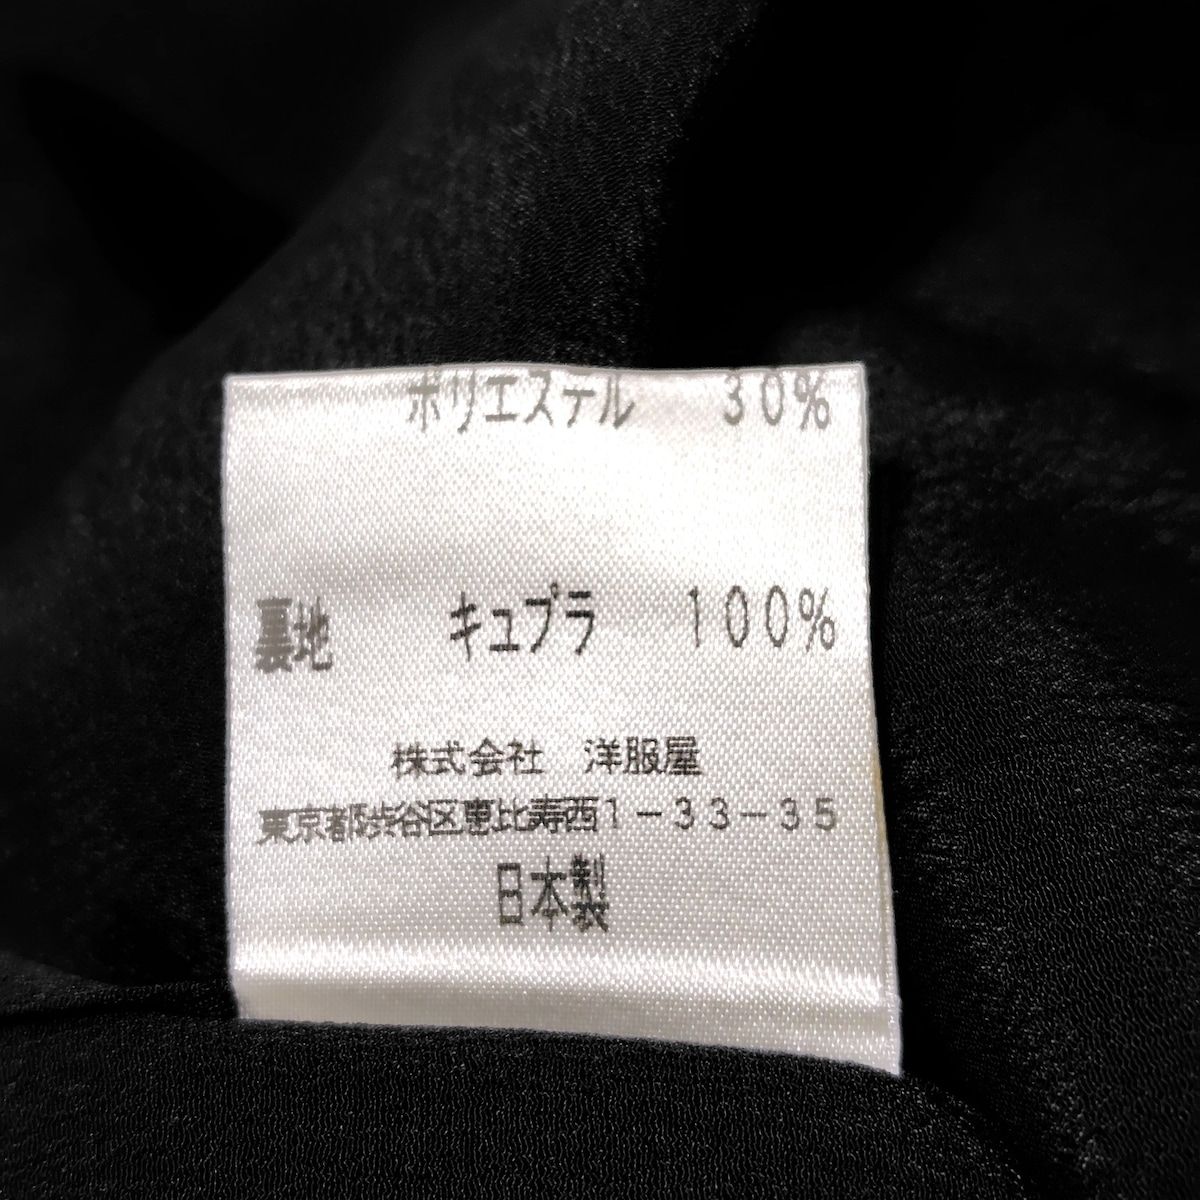 ポリエステル 30%
裏地 キュプラ 100%
株式会社 洋服屋
東京都渋谷区恵比寿西1-33-35
日本製